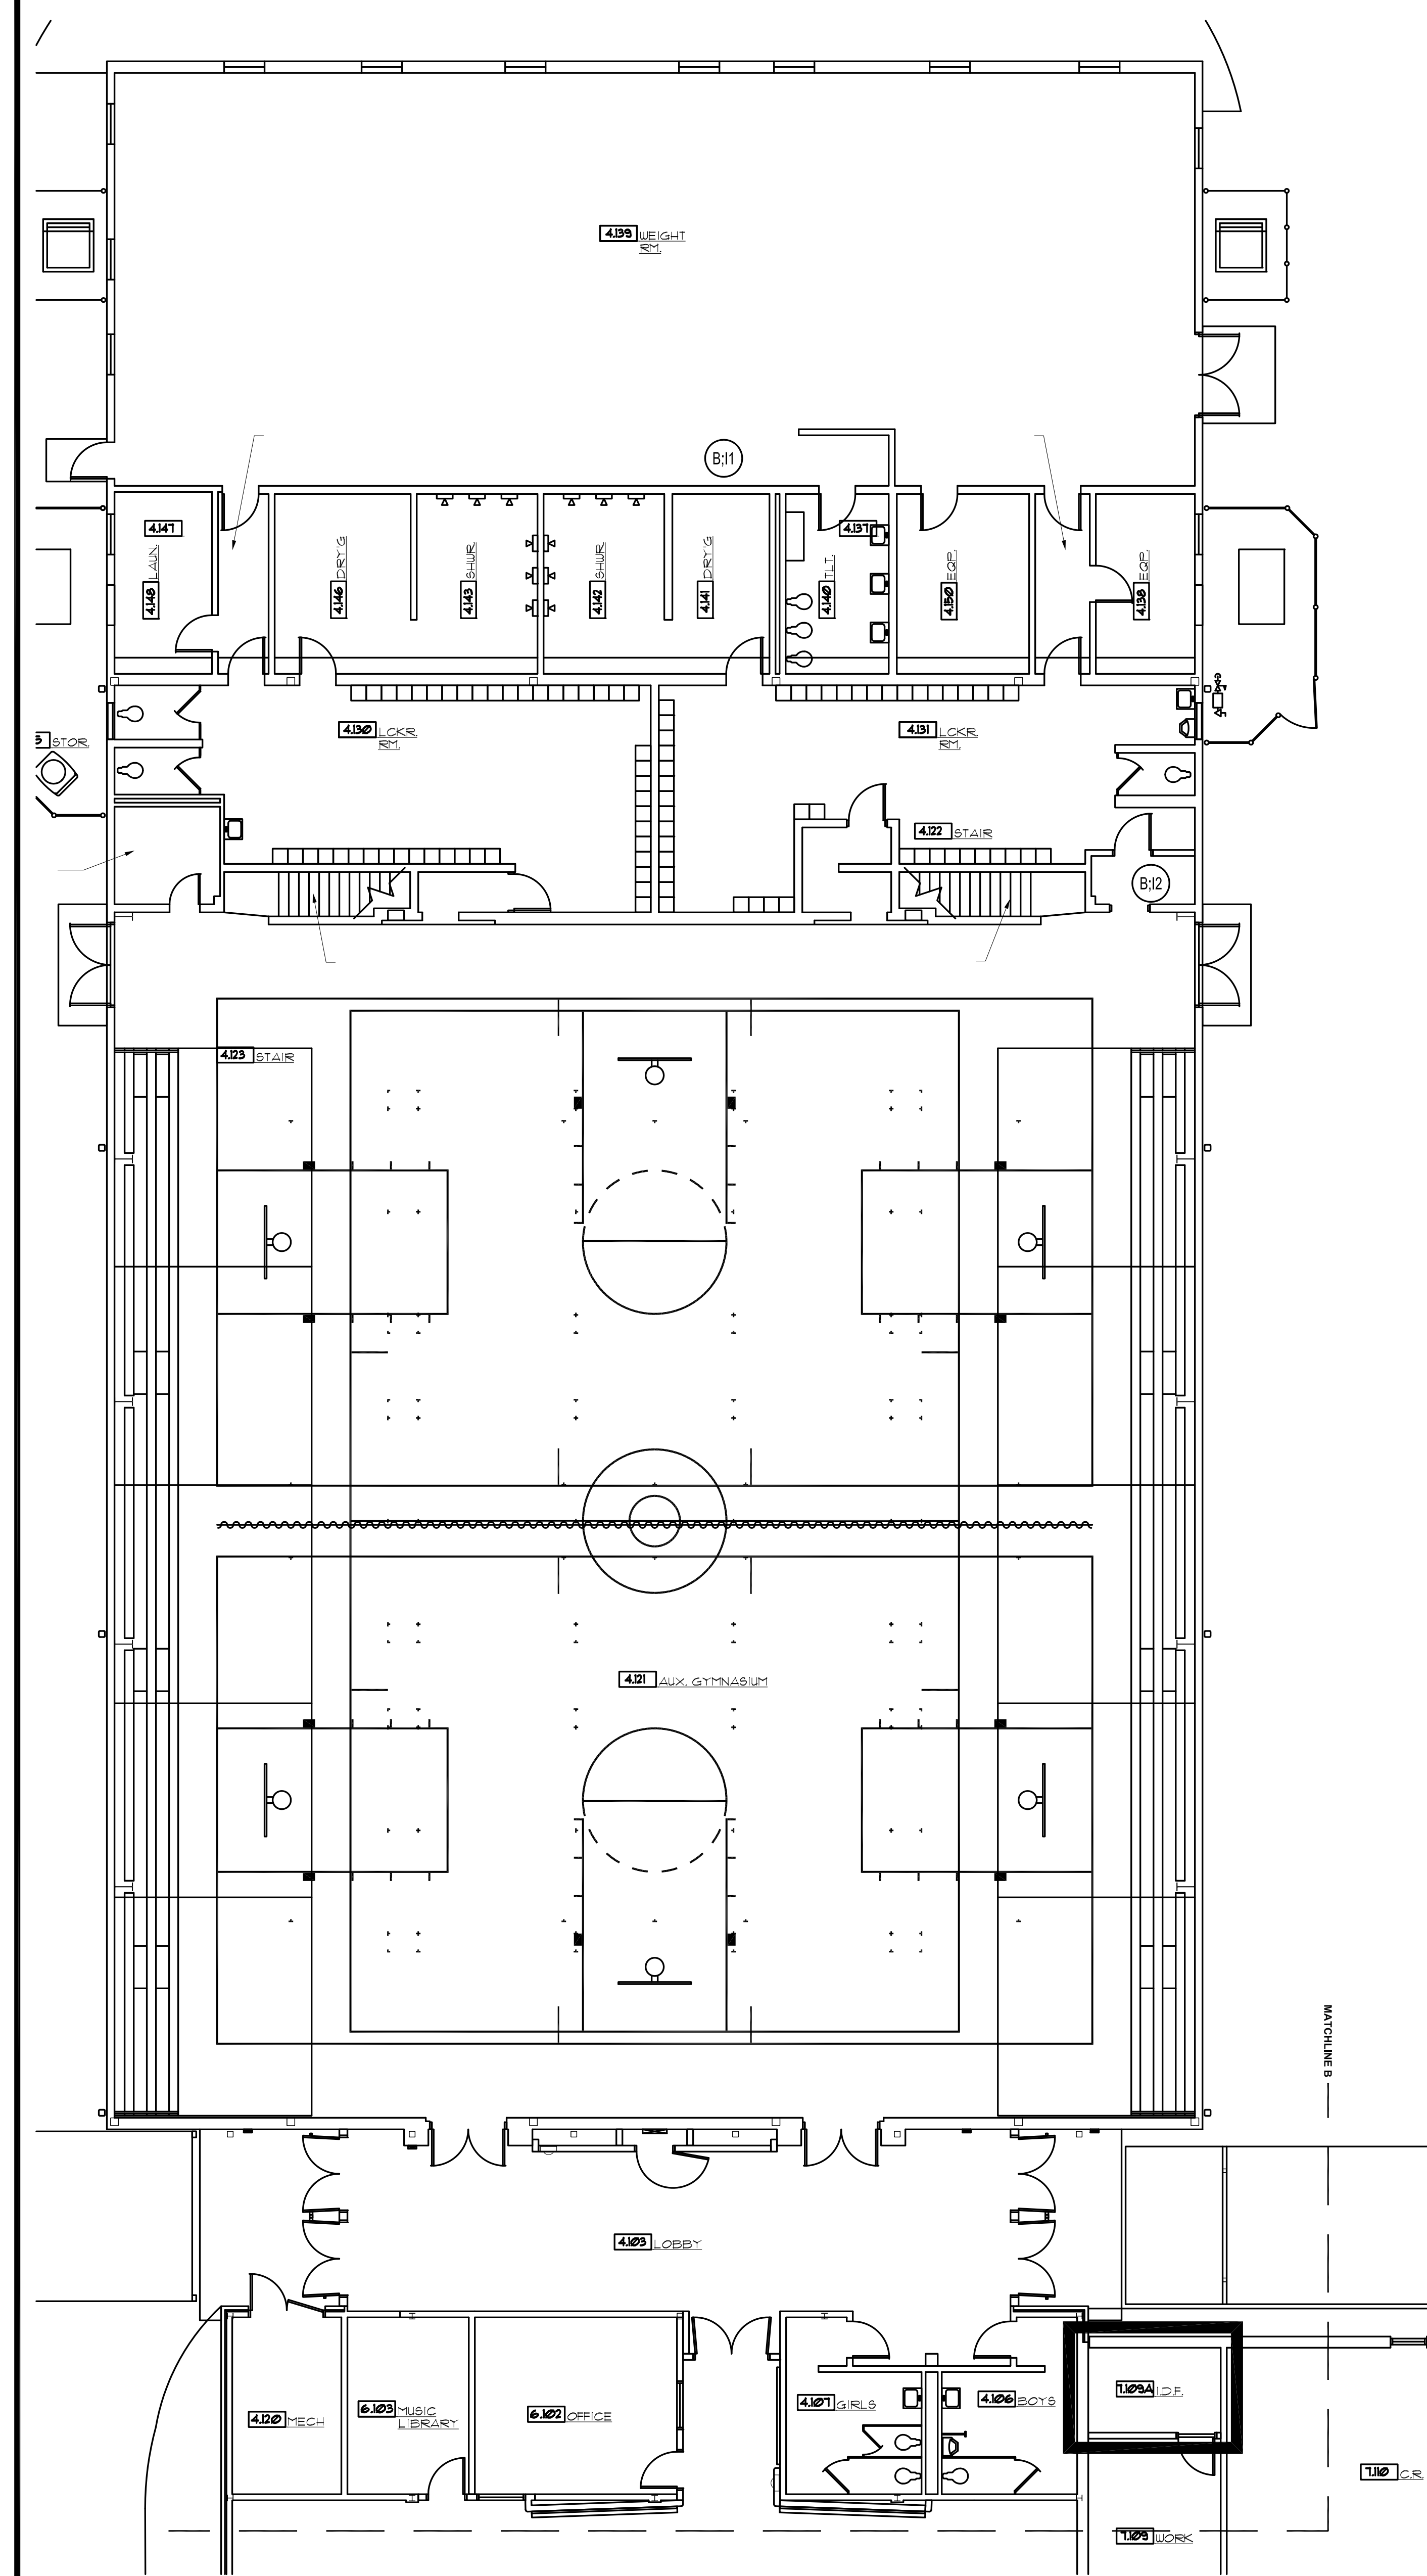 4.139 WEIGHT
RM.
B;I1
4.147
4.148 LAUN.
4.146 DRY'G
4.143 SHWR.
4.142 SHWR.
4.141 DRY'G
4.137
4.140 TLT.
4.150 EQP.
4.138 EQP.
STOR.
4.130 LCKR.
RM.
4.131 LCKR.
RM.
4.122 STAIR
B;I2
4.123 STAIR
4.121 AUX. GYMNASIUM
MATCHLINE B
4.103 LOBBY
4.120 MECH
6.103 MUSIC
LIBRARY
6.102 OFFICE
4.107 GIRLS
4.106 BOYS
7.109A I.D.F.
7.110 C.R.
7.109 WORK